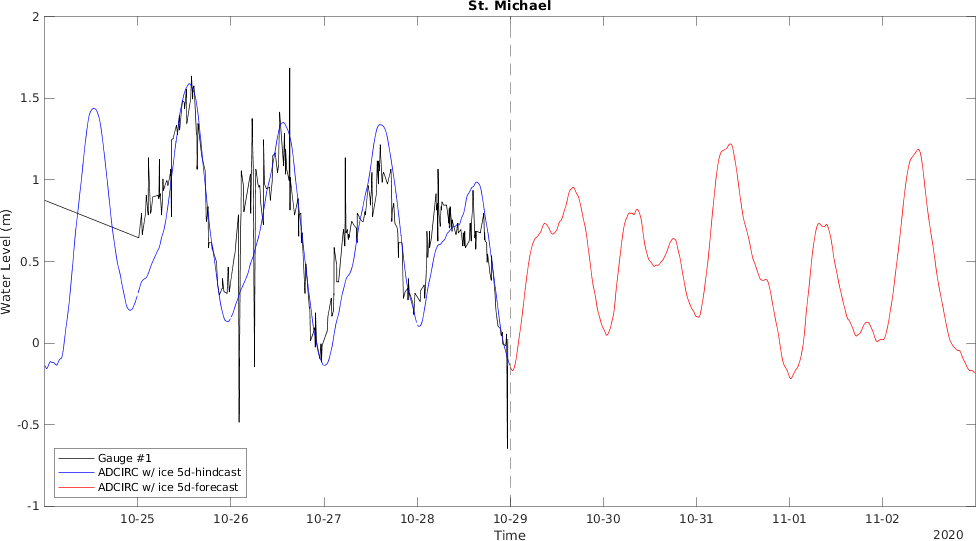 St. Michael
2
1.5
1
0.5
0
-0.5
-1
Water Level (m)
Gauge #1
ADCIRC w/ ice 5d-hindcast
ADCIRC w/ ice 5d-forecast
10-25 10-26 10-27 10-28 10-29 10-30 10-31 11-01 11-02
Time
2020